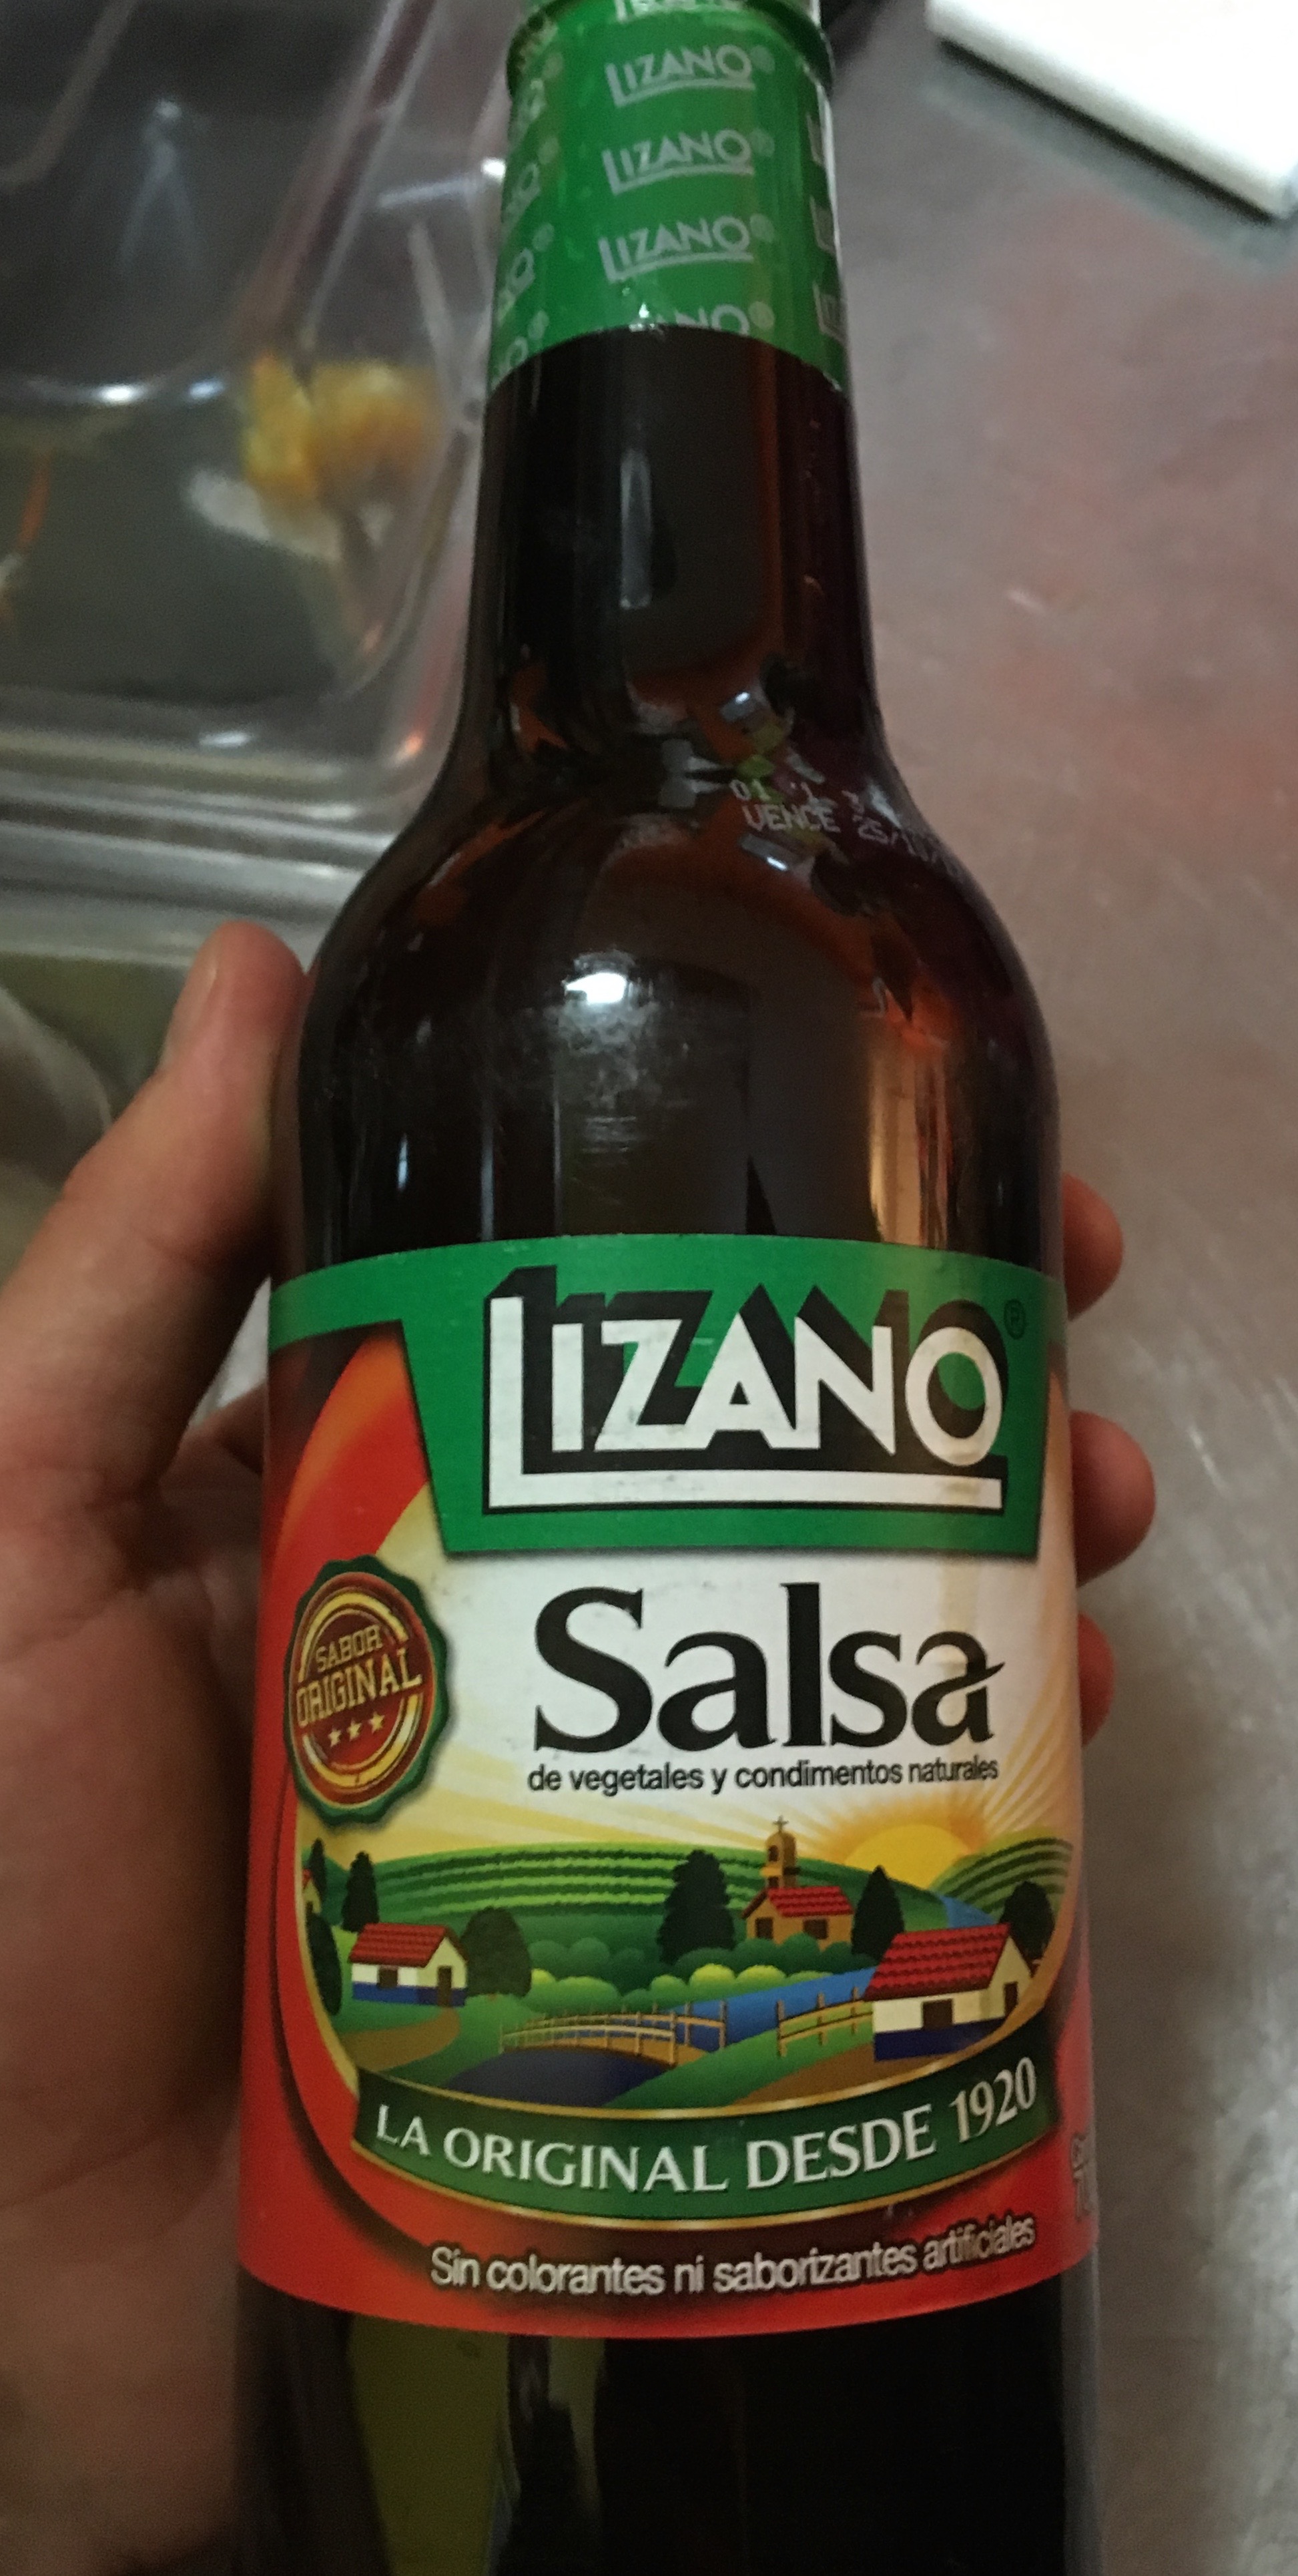 LIZANO®
LIZANO®
LIZANO®
VENCE
LIZANO®
SABOR
ORIGINAL
Salsa
de vegetales y condimentos naturales
LA ORIGINAL DESDE 1920
Sin colorantes ni saborizantes artificiales